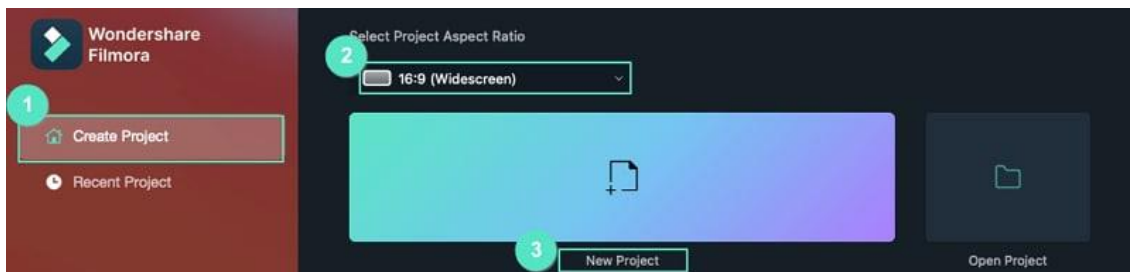 Wondershare
Filmora
1
Create Project
Recent Project
Select Project Aspect Ratio
2
16:9 (Widescreen)
3
New Project
Open Project